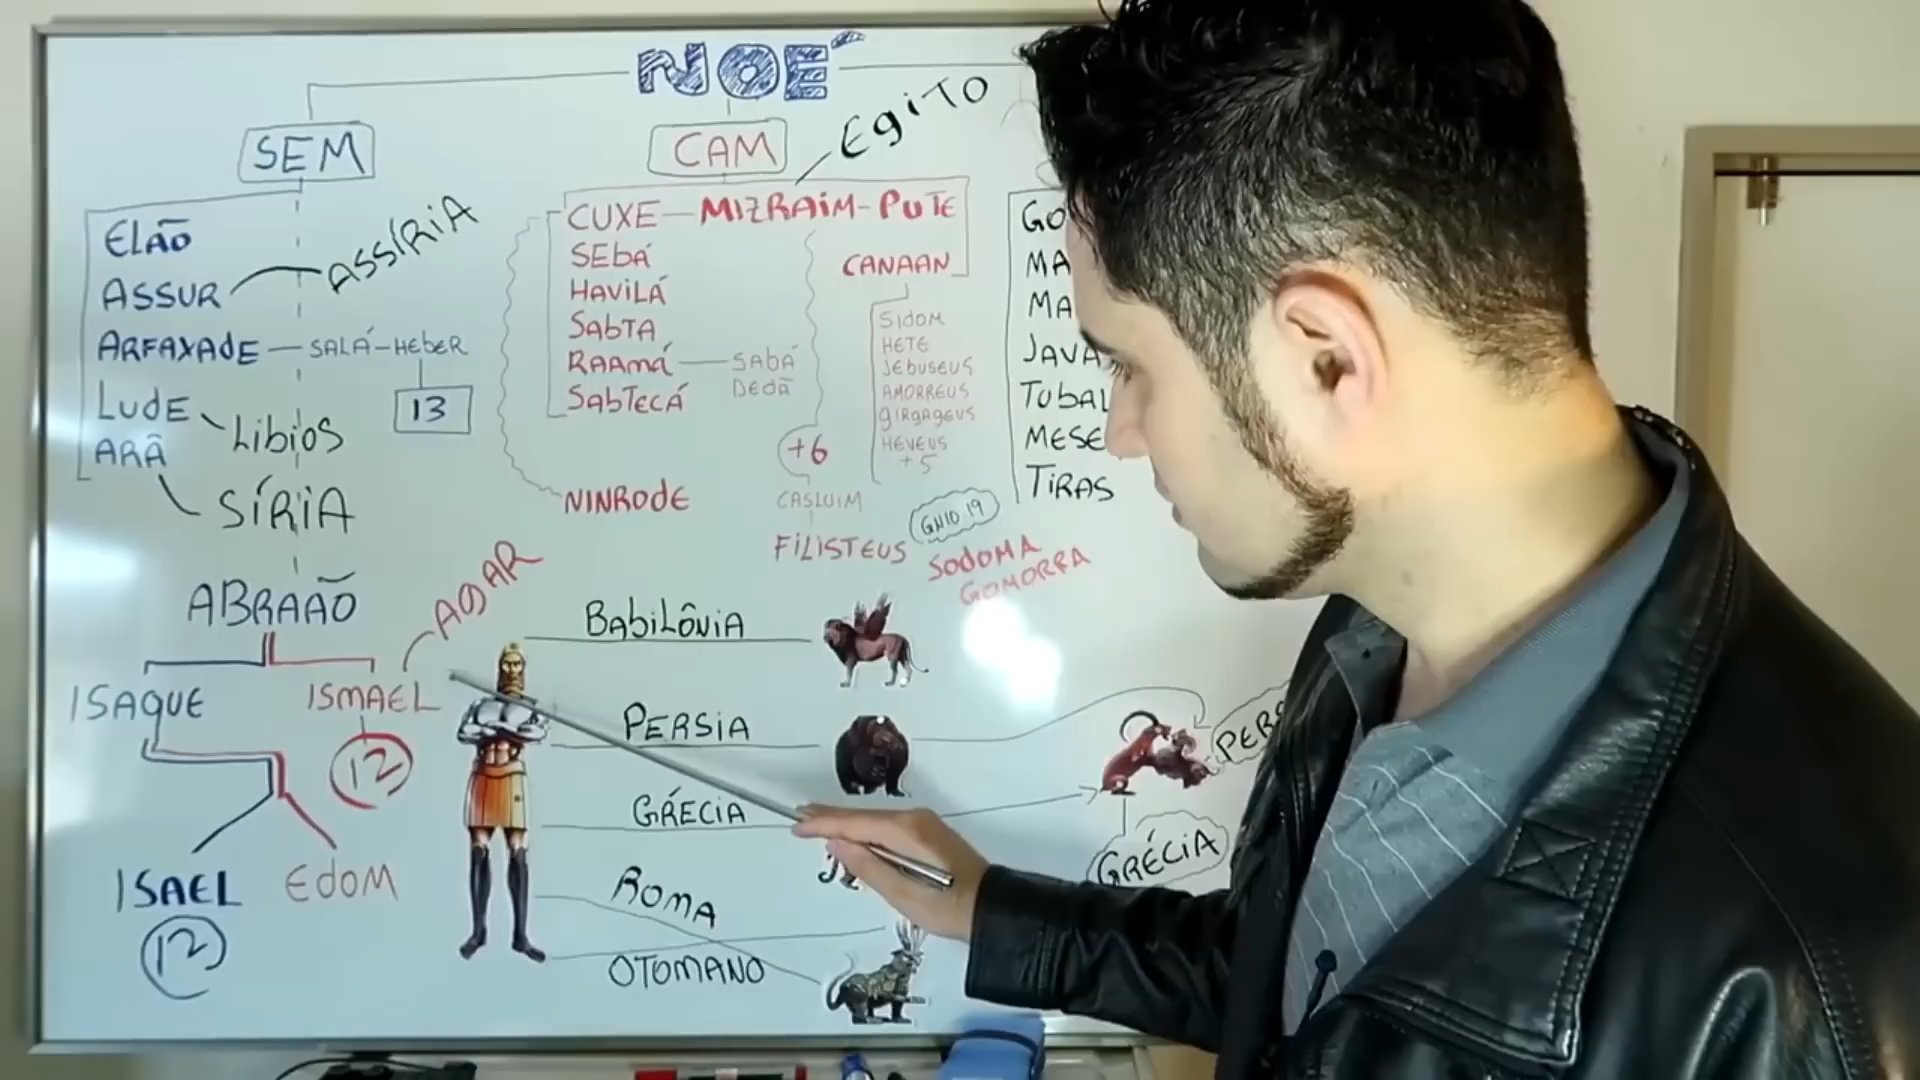 NOÉ
SEM
CAM
EgiTO
ELÃO
ASSUR
ASSÍRIA
ARFAXAdE - SALÁ - HEbER
13
LudE
Libios
ARÃ
SÍRIA
CUXE - MIZRAiM - PUTE
SEbÁ
HAVILÁ
SAbTA
RAAMÁ - SAbÁ
DEdÃ
SAbTECÁ
NINROdE
+6
CASLUIM
FiLiSTEUS
CANAAN
SidOM
HETE
JEbuSEUS
AMORREUS
giRgAgEUS
HEVEUS
+5
GN10 19
SOdOMA
GOMORRA
GO
MA
MA
JAVA
TubAL
MESE
TiRAS
ABRAÃO
AgAR
ISAQUE
ISMAEL
12
ISAEL
12
EdOM
BAbiLÔNiA
PERSiA
GRÉCiA
ROMA
OTOMANO
PERS
GRÉCiA